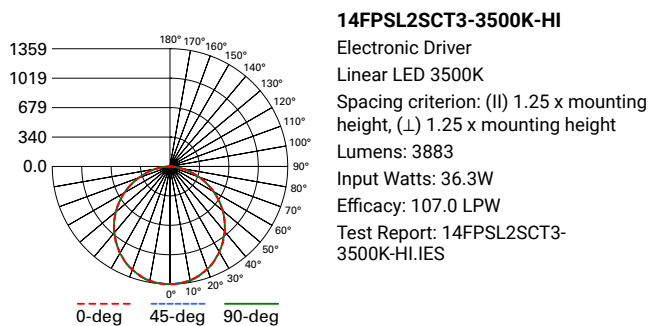 1359
1019
679
340
0.0
180°
170°
160°
150°
140°
130°
120°
110°
100°
90°
80°
70°
60°
50°
40°
30°
20°
10°
0°
0-deg
45-deg
90-deg
14FPSL2SCT3-3500K-HI
Electronic Driver
Linear LED 3500K
Spacing criterion: (II) 1.25 x mounting
height, (⊥) 1.25 x mounting height
Lumens: 3883
Input Watts: 36.3W
Efficacy: 107.0 LPW
Test Report: 14FPSL2SCT3-
3500K-HI.IES